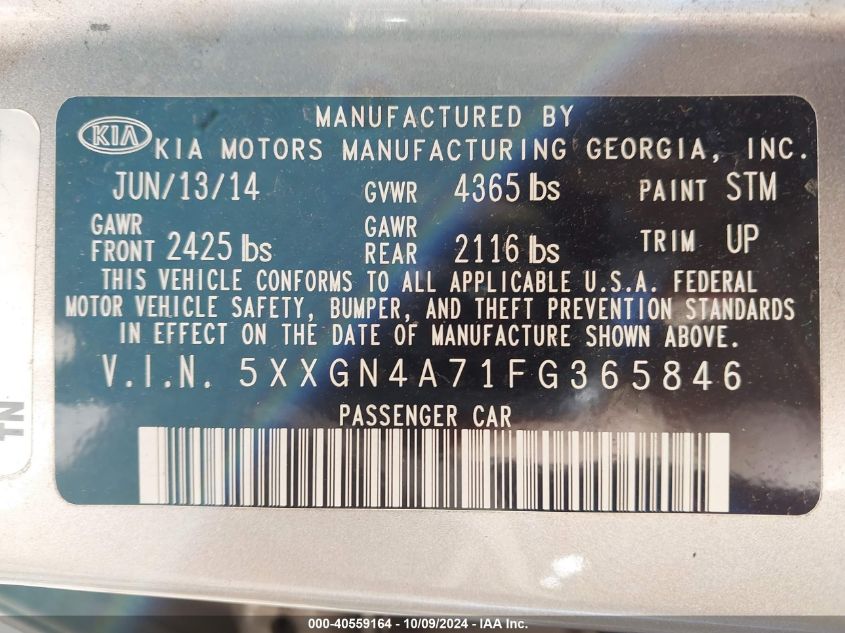 MANUFACTURED BY
KIA KIA MOTORS MANUFACTURING GEORGIA, INC.
JUN/13/14 GVWR 4365 lbs PAINT STM
GAWR FRONT 2425 lbs GAWR REAR 2116 lbs TRIM UP
THIS VEHICLE CONFORMS TO ALL APPLICABLE U.S.A. FEDERAL
MOTOR VEHICLE SAFETY, BUMPER, AND THEFT PREVENTION STANDARDS
IN EFFECT ON THE DATE OF MANUFACTURE SHOWN ABOVE.
V.I.N. 5XXGN4A71FG365846
PASSENGER CAR
000-40559164 - 10/09/2024 - IAA Inc.